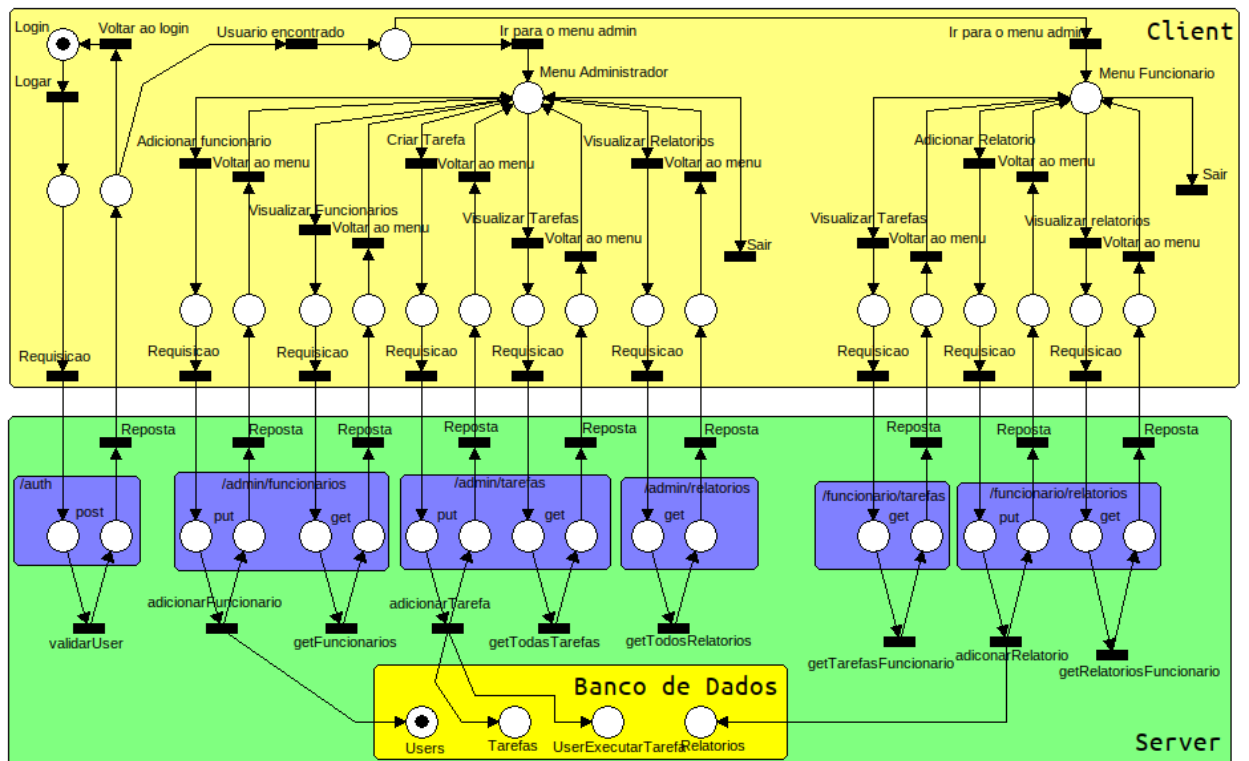 Login
Voltar ao login
Usuario encontrado
Ir para o menu admin
Ir para o menu admin
Client
Logar
Menu Administrador
Menu Funcionario
Adicionar funcionario
Criar Tarefa
Visualizar Relatorios
Adicionar Relatorio
Voltar ao menu
Voltar ao menu
Voltar ao menu
Voltar ao menu
Sair
Visualizar Funcionarios
Visualizar Tarefas
Visualizar Tarefas
Visualizar relatorios
Voltar ao menu
Voltar ao menu
Sair
Voltar ao menu
Voltar ao menu
Requisicao
Requisicao
Requisicao
Requisicao
Requisicao
Requisicao
Requisicao
Requisicao
Requisicao
Reposta
Reposta
Reposta
Reposta
Reposta
Reposta
Reposta
Reposta
Reposta
/auth
/admin/funcionarios
/admin/tarefas
/admin/relatorios
/funcionario/tarefas
/funcionario/relatorios
post
put
get
put
get
get
get
put
get
adicionarFuncionario
adicionarTarefa
validarUser
getFuncionarios
getTodasTarefas
getTodosRelatorios
getTarefasFuncionario
adiconarRelatorio
getRelatoriosFuncionario
Banco de Dados
Users
Tarefas
UserExecutarTarefa
Relatorios
Server